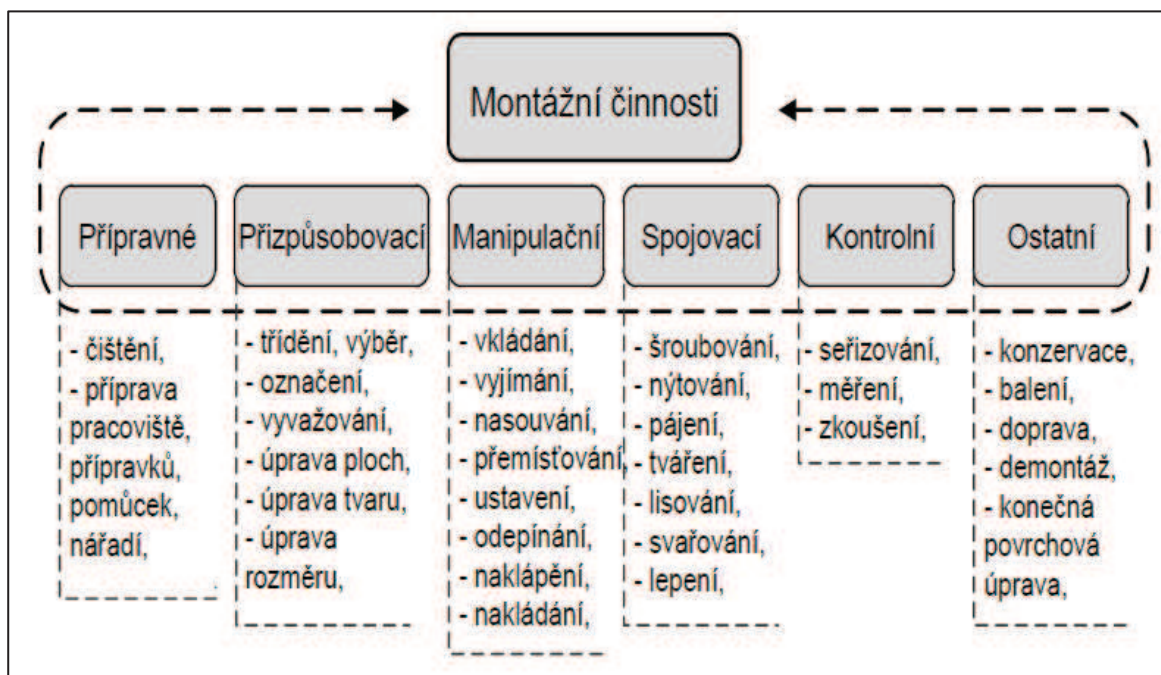 Montážní činnosti
Přípravné
Přizpůsobovací
Manipulační
Spojovací
Kontrolní
Ostatní
- čištění,
- příprava
pracoviště,
přípravků,
pomůcek,
nářadí,
- třídění, výběr,
- označení,
- vyvažování,
- úprava ploch,
- úprava tvaru,
- úprava
rozměru,
- vkládání,
- vyjímání,
- nasouvání,
- přemísťování,
- ustavení,
- odepínání,
- naklápění,
- nakládání,
- šroubování,
- nýtování,
- pájení,
- tváření,
- lisování,
- svařování,
- lepení,
- seřizování,
- měření,
- zkoušení,
- konzervace,
- balení,
- doprava,
- demontáž,
- konečná
povrchová
úprava,